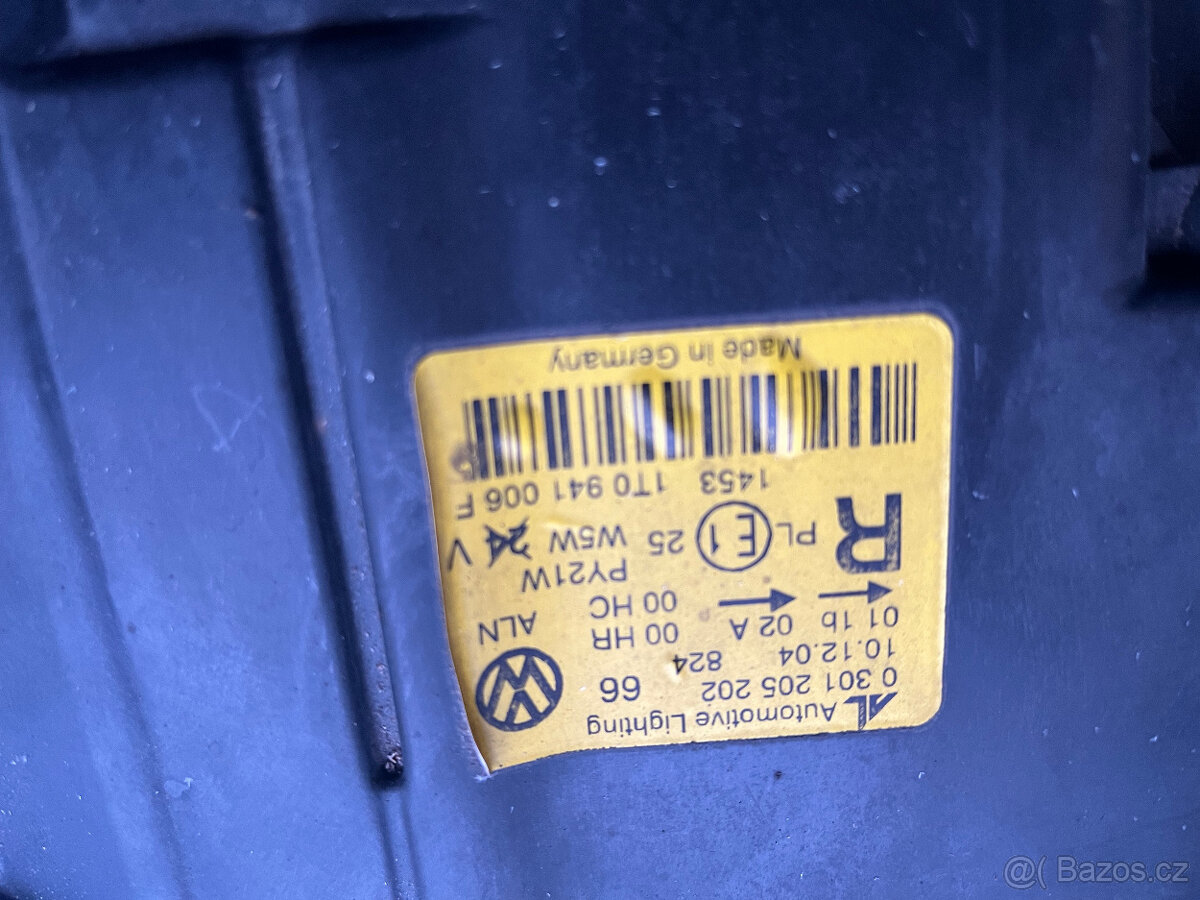 AL Automotive Lighting
0 301 205 202 66
10.12.04 824
01 1b 02 A 00 HR ALN
00 HC
PY21W
R PL E1 25 W5W 24 V
1453 1T0 941 006 F
Made in Germany
@( Bazos.cz